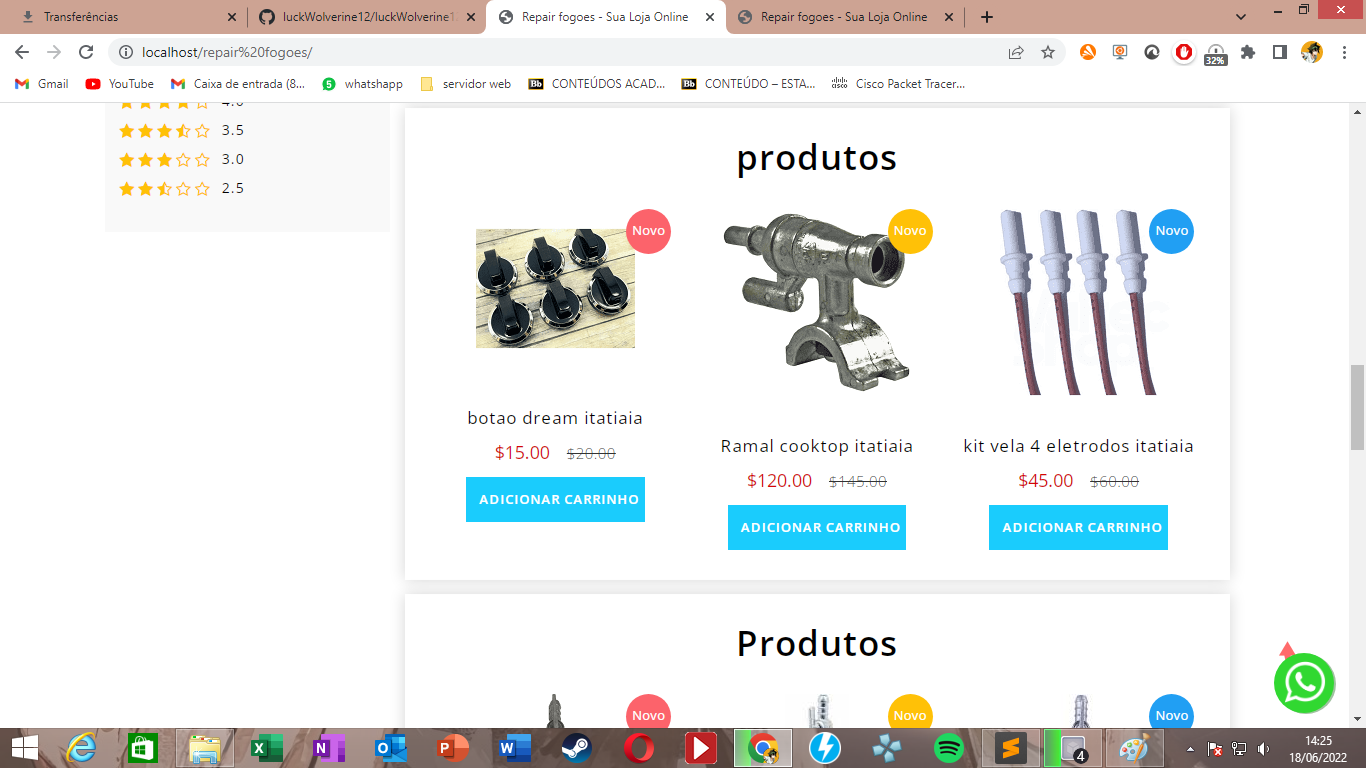 Transferências
luckWolverine12/luckWolverine1
Repair fogoes - Sua Loja Online
Repair fogoes - Sua Loja Online
localhost/repair%20fogoes/
32%
Gmail
YouTube
Caixa de entrada (8...
whatshapp
servidor web
Bb
CONTEÚDOS ACAD...
Bb
CONTEÚDO – ESTA...
Cisco Packet Tracer...
4.0
3.5
3.0
2.5
produtos
Novo
Novo
Novo
botao dream itatiaia
$15.00 $20.00
ADICIONAR CARRINHO
Ramal cooktop itatiaia
$120.00 $145.00
ADICIONAR CARRINHO
kit vela 4 eletrodos itatiaia
$45.00 $60.00
ADICIONAR CARRINHO
Produtos
Novo
Novo
Novo
4
14:25
18/06/2022